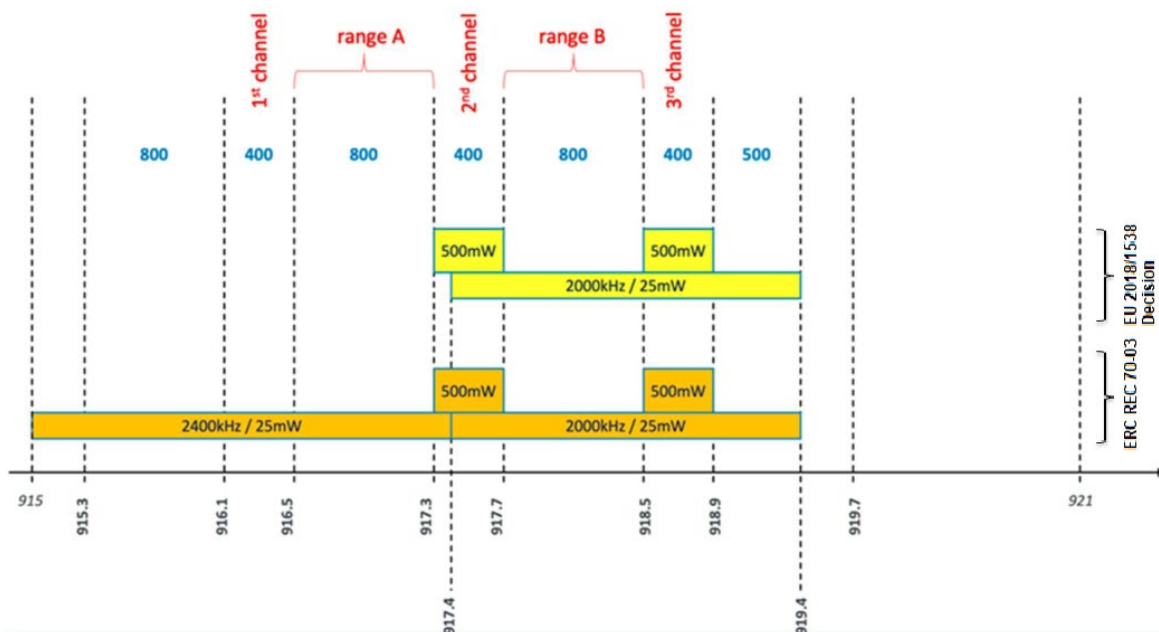 1st channel
range A
2nd channel
range B
3rd channel
800
400
800
400
800
400
500
500mW
500mW
2000kHz / 25mW
EU 2018/1538
Decision
500mW
500mW
2400kHz / 25mW
2000kHz / 25mW
ERC REC 70-03
915
915.3
916.1
916.5
917.3
917.7
918.5
918.9
919.7
921
917.4
919.4